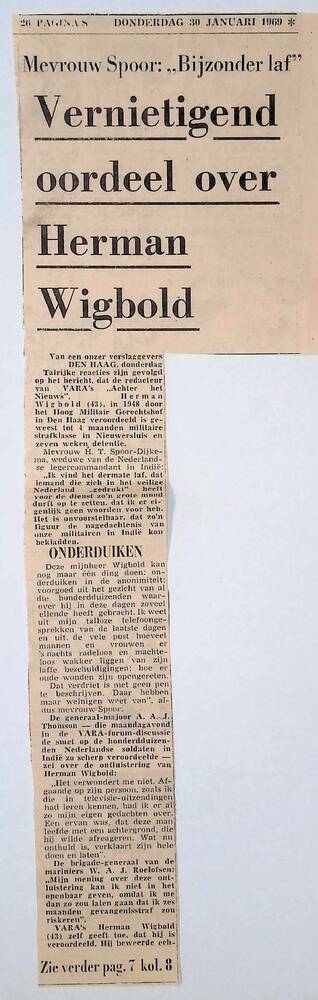 26 PAGINA'S DONDERDAG 30 JANUARI 1969 *
Mevrouw Spoor: „Bijzonder laf”
Vernietigend
oordeel over
Herman
Wigbold
Van een onzer verslaggevers
DEN HAAG, donderdag
Talrijke reacties zijn gevolgd
op het bericht, dat de redacteur
van VARA's „Achter het
Nieuws”. Herman
Wigbold (43), in 1948 door
het Hoog Militair Gerechtshof
in Den Haag veroordeeld is ge-
weest tot 4 maanden militaire
strafklasse in Nieuwersluis en
zeven weken detentie.
Mevrouw H. T. Spoor-Dijke-
ma, weduwe van de Nederland-
se legercommandant in Indië:
„Ik vind het dermate laf, dat
iemand die zich in het veilige
Nederland „gedrukt” heeft
voor de dienst zo'n grote mond
durft op te zetten, dat ik er ei-
genlijk geen woorden voor heb.
Het is onvoorstelbaar, dat zo'n
figuur de nagedachtenis van
onze militairen in Indië kon
bekladden.
ONDERDUIKEN
Deze mijnheer Wigbold kan
nog maar één ding doen: on-
derduiken in de anonimiteit;
voorgoed uit het gezicht van al
die honderdduizenden waar-
over hij in deze dagen zoveel
ellende heeft gebracht. Ik weet
uit mijn talloze telefoonge-
sprekken van de laatste dagen
en uit de vele post hoeveel
mannen en vrouwen er
's nachts radeloos en machte-
loos wakker liggen van zijn
laffe beschuldigingen; hoe er
oude wonden zijn opengereten.
Dat verdriet is met geen pen
te beschrijven. Daar hebben
maar weinigen weet van”, al-
dus mevrouw Spoor.
De generaal-majoor A. A. J.
Thomson — die maandagavond
in de VARA-forum-discussie
de smet op de honderdduizen-
den Nederlandse soldaten in
Indië zo scherp veroordeelde —
zei over de ontluistering van
Herman Wigbold:
„Het verwondert me niet. Af-
gaande op zijn persoon, zoals ik
die in televisie-uitzendingen
had leren kennen, had ik er al
zo mijn eigen gedachten over.
Een ervan was, dat deze man
leefde met een achtergrond, die
hij wilde afreageren. Wat nu
onthuld is, verklaart zijn hele
doen en laten”.
De brigade-generaal van de
mariniers W. A. J. Roelofsen:
„Mijn mening over deze ont-
luistering kan ik niet in het
openbaar geven, omdat ik me
dan zo zou laten gaan dat ik zes
maanden gevangenisstraf zou
riskeren”.
VARA's Herman Wigbold
(43) zelf geeft toe, dat hij is
veroordeeld. Hij beweerde ech-
Zie verder pag. 7 kol. 8